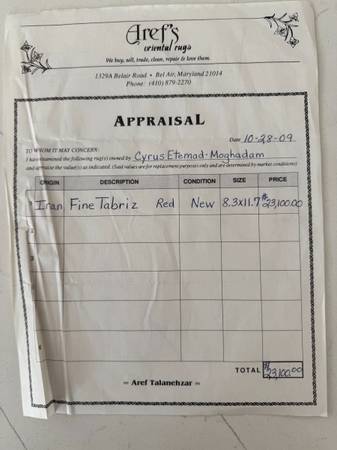 Aref's
oriental rugs
We buy, sell, trade, clean, repair & love them.
1329A Belair Road • Bel Air, Maryland 21014
Phone: (410) 879-2270
APPRAISAL
Date 10-28-09
TO WHOM IT MAY CONCERN:
I have examined the following rug(s) owned by Cyrus Etemad-Moghadam
and appraise the value(s) as indicated. (Said values are for replacement purposes only and are determined by market conditions)
ORIGIN DESCRIPTION CONDITION SIZE PRICE
Iran Fine Tabriz Red New 8.3x11.7 $23,100.00
TOTAL $23,100.00
Aref Talanehzar